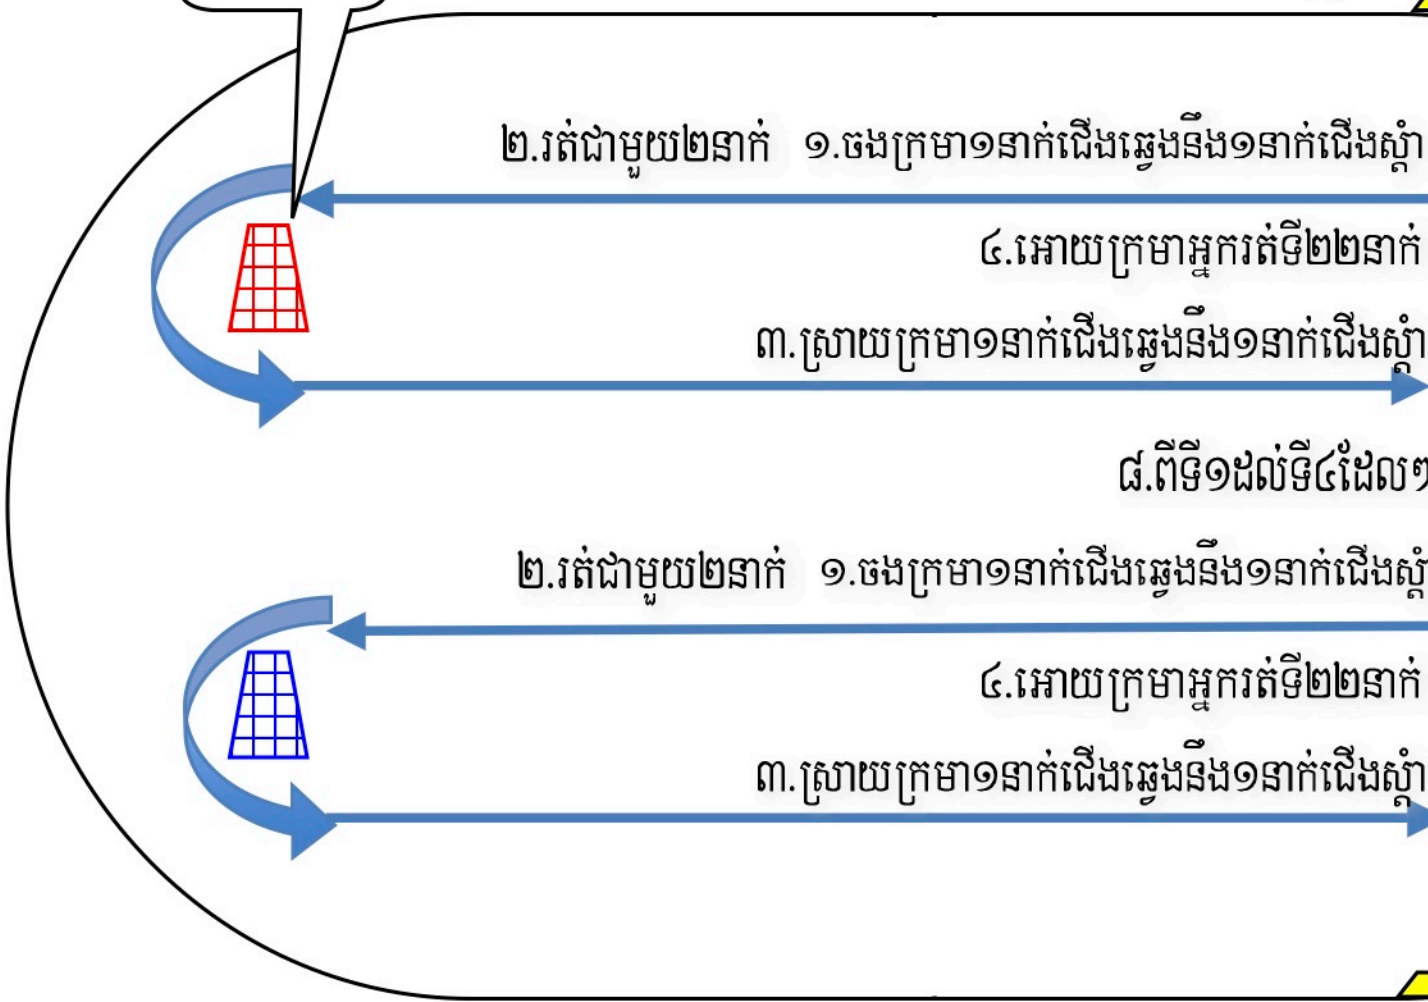 ២.រត់ជាមួយ២នាក់ ១.ចងក្រមា១នាក់ជើងឆ្វេងនឹង១នាក់ជើងស្ដាំ
៤.អោយក្រមាអ្នករត់ទី២២នាក់
៣.ស្រាយក្រមា១នាក់ជើងឆ្វេងនឹង១នាក់ជើងស្ដាំ
៨.ពីទី១ដល់ទី៤ដែលៗ
២.រត់ជាមួយ២នាក់ ១.ចងក្រមា១នាក់ជើងឆ្វេងនឹង១នាក់ជើងស្ដាំ
៤.អោយក្រមាអ្នករត់ទី២២នាក់
៣.ស្រាយក្រមា១នាក់ជើងឆ្វេងនឹង១នាក់ជើងស្ដាំ